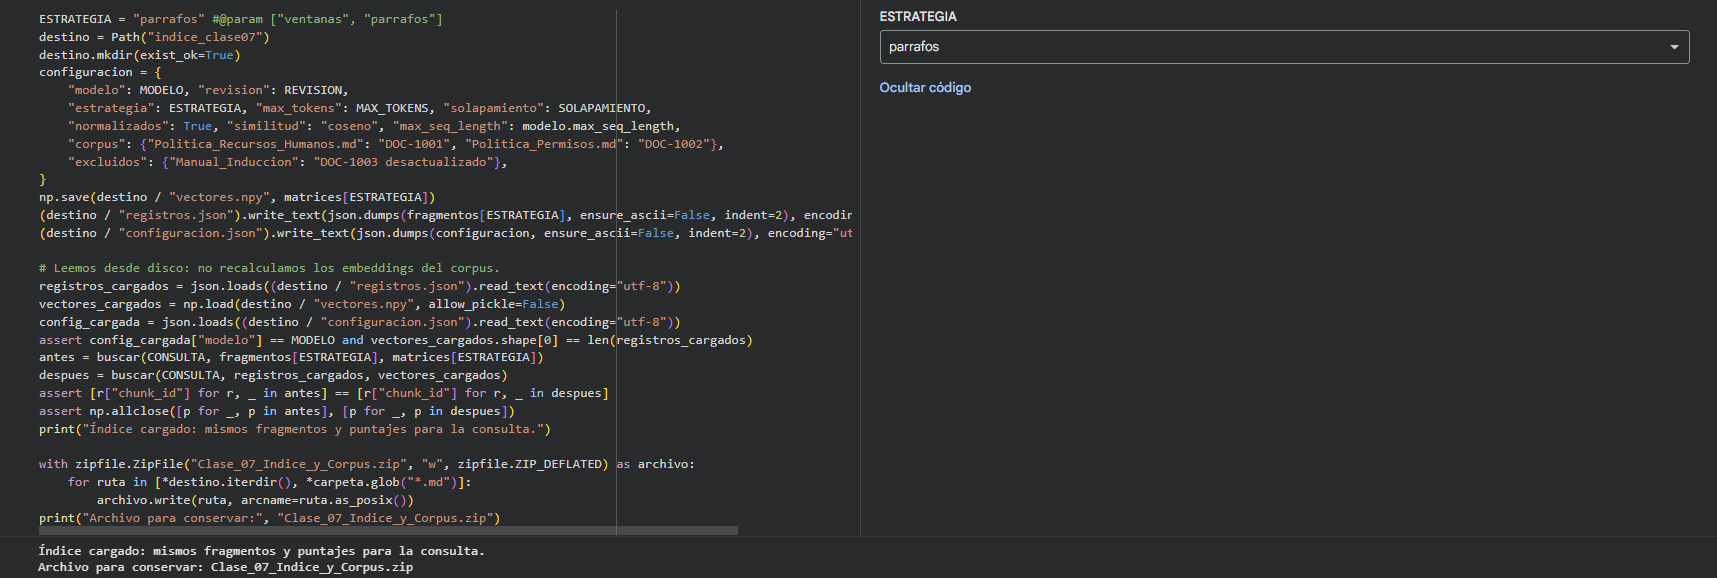 ESTRATEGIA = "parrafos" #@param ["ventanas", "parrafos"]
destino = Path("indice_clase07")
destino.mkdir(exist_ok=True)
configuracion = {
    "modelo": MODELO, "revision": REVISION,
    "estrategia": ESTRATEGIA, "max_tokens": MAX_TOKENS, "solapamiento": SOLAPAMIENTO,
    "normalizados": True, "similitud": "coseno", "max_seq_length": modelo.max_seq_length,
    "corpus": {"Politica_Recursos_Humanos.md": "DOC-1001", "Politica_Permisos.md": "DOC-1002"},
    "excluidos": {"Manual_Induccion": "DOC-1003 desactualizado"},
}
np.save(destino / "vectores.npy", matrices[ESTRATEGIA])
(destino / "registros.json").write_text(json.dumps(fragmentos[ESTRATEGIA], ensure_ascii=False, indent=2), encodin
(destino / "configuracion.json").write_text(json.dumps(configuracion, ensure_ascii=False, indent=2), encoding="ut

# Leemos desde disco: no recalculamos los embeddings del corpus.
registros_cargados = json.loads((destino / "registros.json").read_text(encoding="utf-8"))
vectores_cargados = np.load(destino / "vectores.npy", allow_pickle=False)
config_cargada = json.loads((destino / "configuracion.json").read_text(encoding="utf-8"))
assert config_cargada["modelo"] == MODELO and vectores_cargados.shape[0] == len(registros_cargados)
antes = buscar(CONSULTA, fragmentos[ESTRATEGIA], matrices[ESTRATEGIA])
despues = buscar(CONSULTA, registros_cargados, vectores_cargados)
assert [r["chunk_id"] for r, _ in antes] == [r["chunk_id"] for r, _ in despues]
assert np.allclose([p for _, p in antes], [p for _, p in despues])
print("Índice cargado: mismos fragmentos y puntajes para la consulta.")

with zipfile.ZipFile("Clase_07_Indice_y_Corpus.zip", "w", zipfile.ZIP_DEFLATED) as archivo:
    for ruta in [*destino.iterdir(), *carpeta.glob("*.md")]:
        archivo.write(ruta, arcname=ruta.as_posix())
print("Archivo para conservar:", "Clase_07_Indice_y_Corpus.zip")
ESTRATEGIA
parrafos
Ocultar código
Índice cargado: mismos fragmentos y puntajes para la consulta.
Archivo para conservar: Clase_07_Indice_y_Corpus.zip